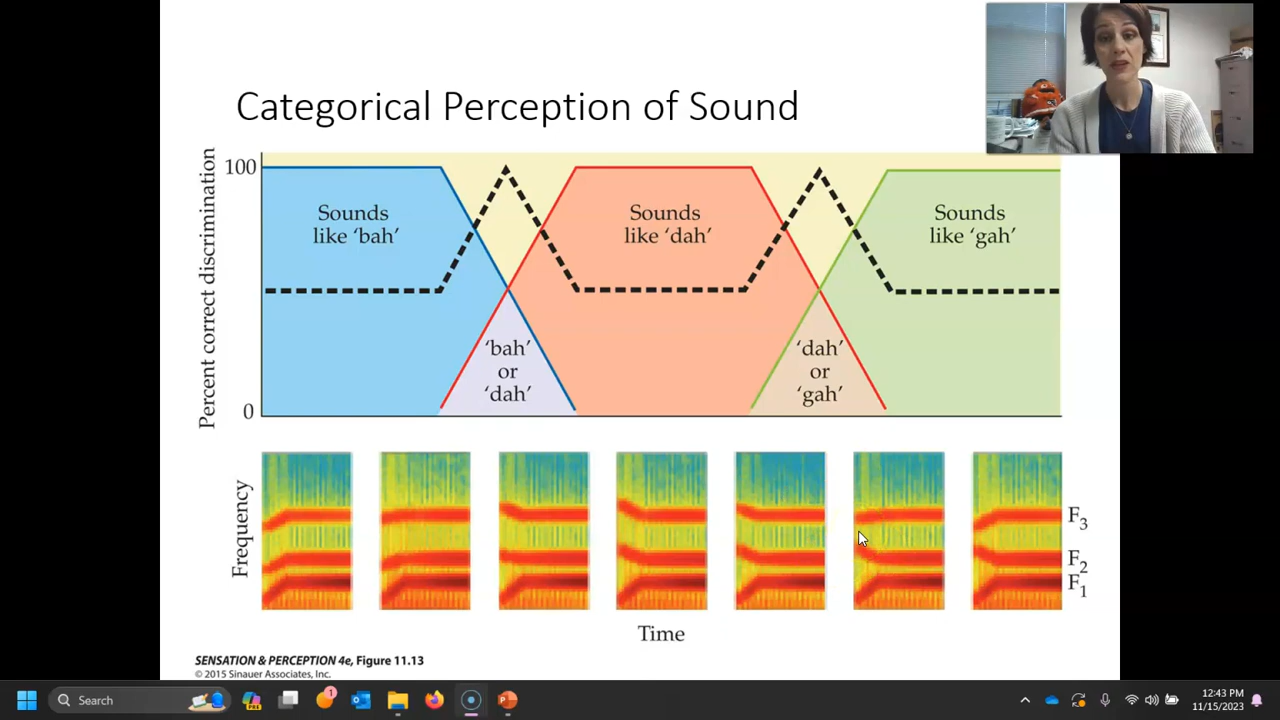 Categorical Perception of Sound
Percent correct discrimination
100
0
Sounds
like ‘bah’
Sounds
like ‘dah’
Sounds
like ‘gah’
‘bah’
or
‘dah’
‘dah’
or
‘gah’
Frequency
F3
F2
F1
Time
SENSATION & PERCEPTION 4e, Figure 11.13
© 2015 Sinauer Associates, Inc.
Search
PRE
1
12:43 PM
11/15/2023